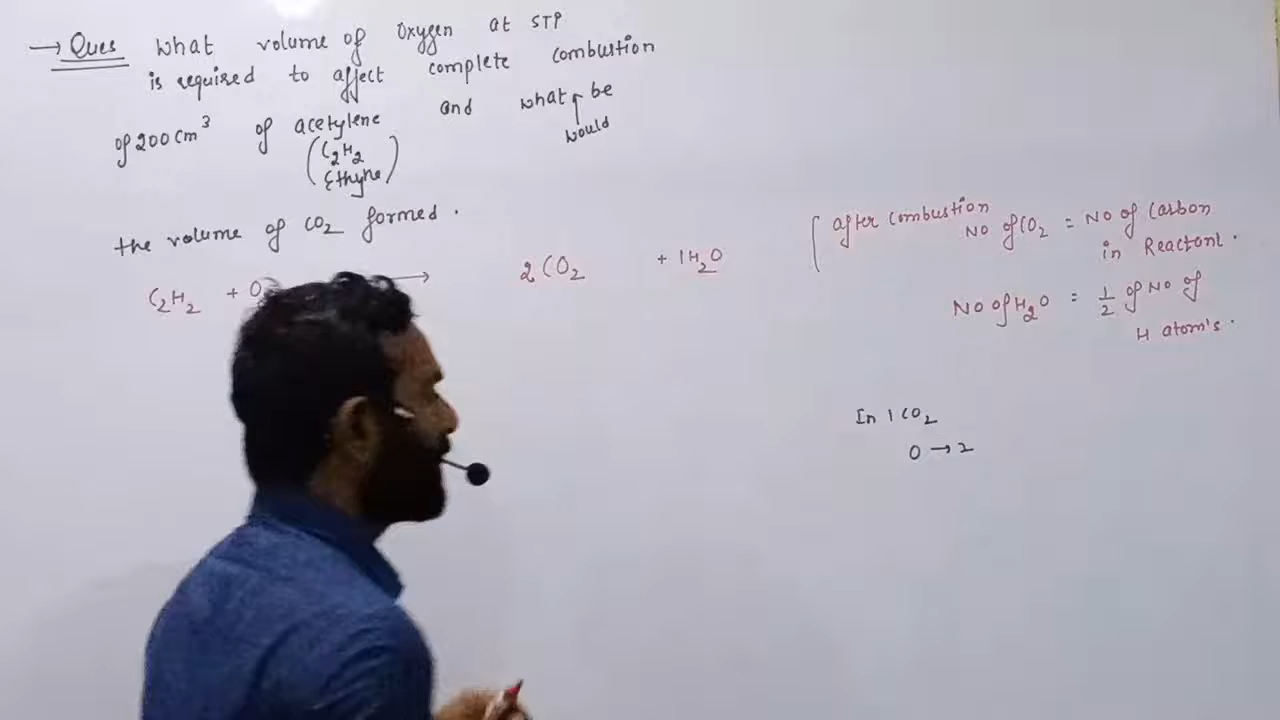 → Ques What volume of Oxygen at STP
is required to affect complete combustion
of 200 cm³ of acetylene and what be
would
(C₂H₂
Ethyne)
the volume of CO₂ formed.
C₂H₂ + O → 2CO₂ + 1H₂O
after combustion
NO of CO₂ = NO of Carbon
in Reactant.
NO of H₂O = 1/2 of NO of
H atom's.
In 1 CO₂
O → 2